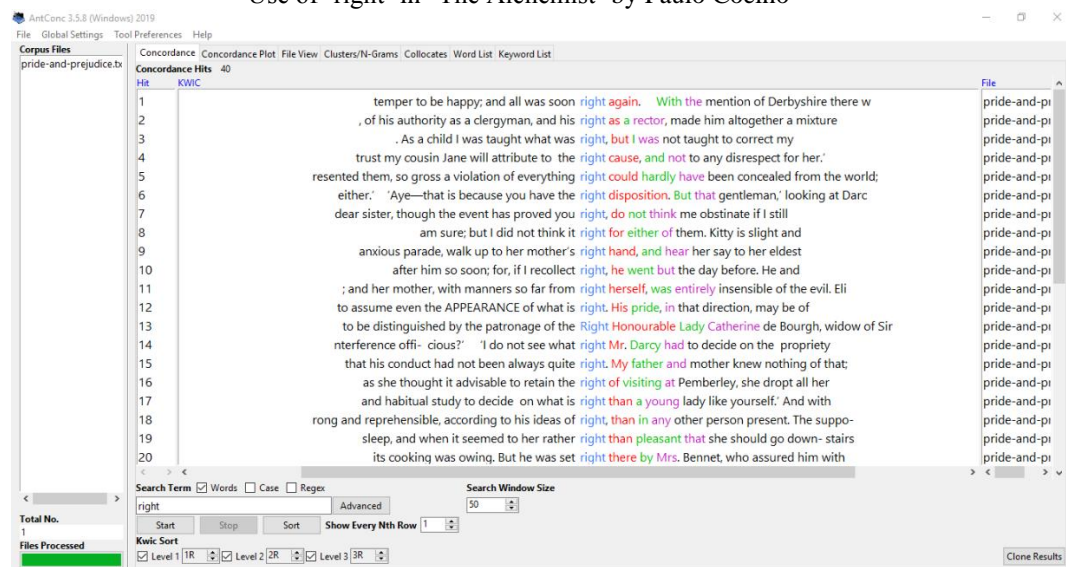 Use of "right" in "The Alchemist" by Paulo Coelho
AntConc 3.5.8 (Windows) 2019
File Global Settings Tool Preferences Help
Corpus Files
pride-and-prejudice.tx
Concordance Concordance Plot File View Clusters/N-Grams Collocates Word List Keyword List
Concordance Hits 40
Hit KWIC File
1 temper to be happy; and all was soon right again. With the mention of Derbyshire there w pride-and-pr
2 , of his authority as a clergyman, and his right as a rector, made him altogether a mixture pride-and-pr
3 . As a child I was taught what was right, but I was not taught to correct my pride-and-pr
4 trust my cousin Jane will attribute to the right cause, and not to any disrespect for her.' pride-and-pr
5 resented them, so gross a violation of everything right could hardly have been concealed from the world; pride-and-pr
6 either.' 'Aye—that is because you have the right disposition. But that gentleman,' looking at Darc pride-and-pr
7 dear sister, though the event has proved you right, do not think me obstinate if I still pride-and-pr
8 am sure; but I did not think it right for either of them. Kitty is slight and pride-and-pr
9 anxious parade, walk up to her mother's right hand, and hear her say to her eldest pride-and-pr
10 after him so soon; for, if I recollect right, he went but the day before. He and pride-and-pr
11 ; and her mother, with manners so far from right herself, was entirely insensible of the evil. Eli pride-and-pr
12 to assume even the APPEARANCE of what is right. His pride, in that direction, may be of pride-and-pr
13 to be distinguished by the patronage of the Right Honourable Lady Catherine de Bourgh, widow of Sir pride-and-pr
14 nterference offi- cious?' 'I do not see what right Mr. Darcy had to decide on the propriety pride-and-pr
15 that his conduct had not been always quite right. My father and mother knew nothing of that; pride-and-pr
16 as she thought it advisable to retain the right of visiting at Pemberley, she dropt all her pride-and-pr
17 and habitual study to decide on what is right than a young lady like yourself.' And with pride-and-pr
18 rong and reprehensible, according to his ideas of right, than in any other person present. The suppo- pride-and-pr
19 sleep, and when it seemed to her rather right than pleasant that she should go down- stairs pride-and-pr
20 its cooking was owing. But he was set right there by Mrs. Bennet, who assured him with pride-and-pr
Search Term Words Case Regex Search Window Size
right Advanced 50
Total No.
1
Start Stop Sort Show Every Nth Row 1
Files Processed
Kwic Sort
Level 1 1R Level 2 2R Level 3 3R Clone Results